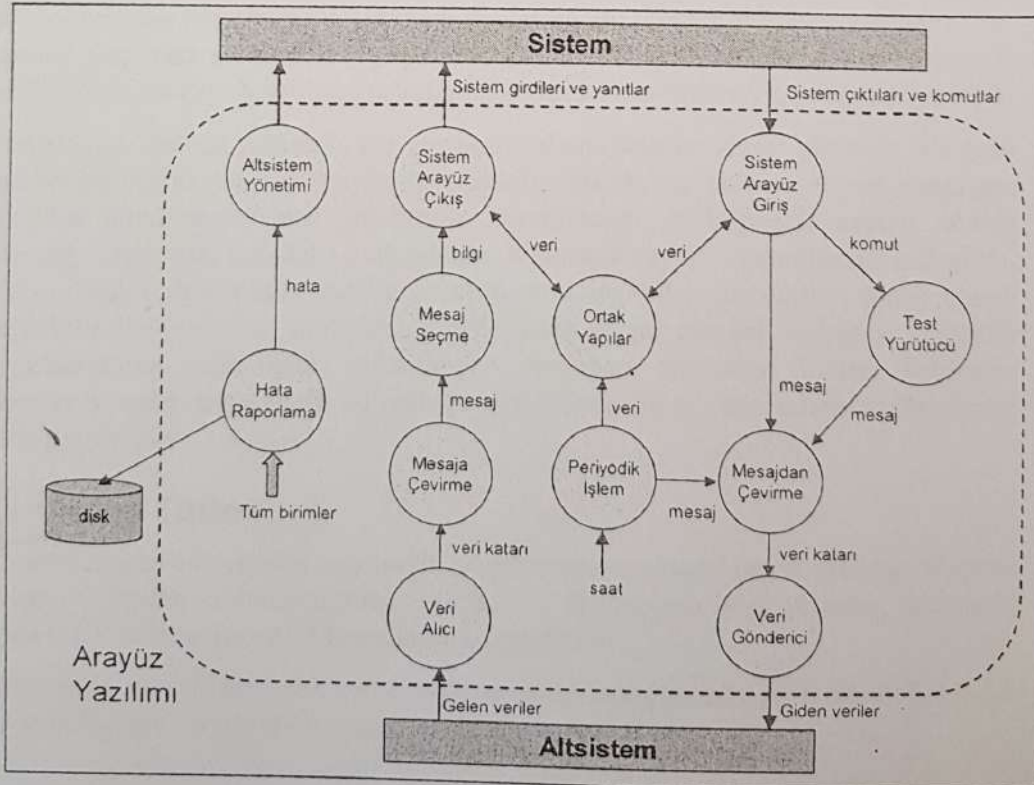 Sistem
Sistem girdileri ve yanıtlar
Sistem çıktıları ve komutlar
Altsistem
Yönetimi
Sistem
Arayüz
Çıkış
Sistem
Arayüz
Giriş
bilgi
veri
veri
komut
hata
Mesaj
Seçme
Ortak
Yapılar
Test
Yürütücü
Hata
Raporlama
mesaj
veri
mesaj
mesaj
Mesaja
Çevirme
Periyodik
İşlem
mesaj
Mesajdan
Çevirme
disk
Tüm birimler
veri katarı
saat
veri katarı
Veri
Alıcı
Veri
Gönderici
Arayüz
Yazılımı
Gelen veriler
Giden veriler
Altsistem